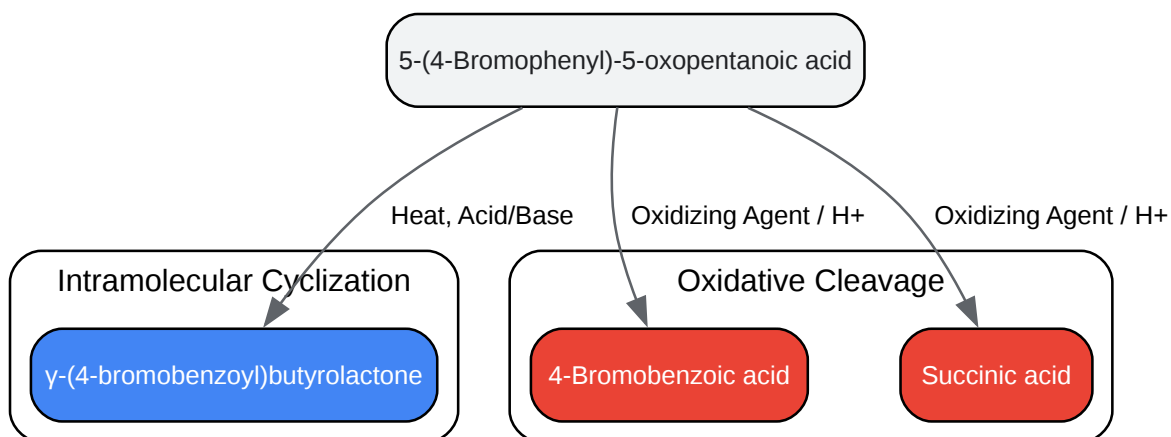 5-(4-Bromophenyl)-5-oxopentanoic acid
Heat, Acid/Base
Oxidizing Agent / H+
Oxidizing Agent / H+
Intramolecular Cyclization
Oxidative Cleavage
γ-(4-bromobenzoyl)butyrolactone
4-Bromobenzoic acid
Succinic acid